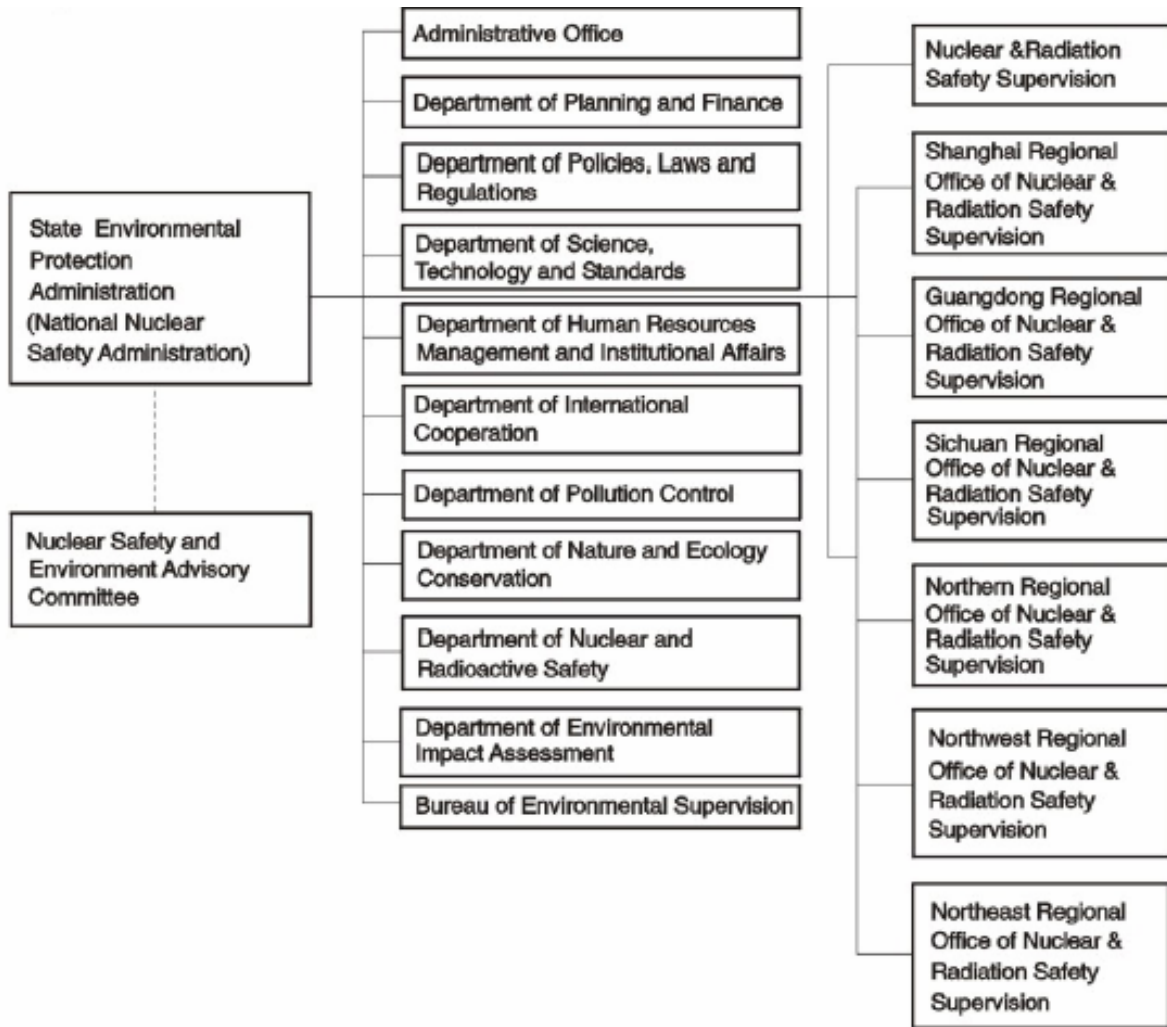 State Environmental
Protection
Administration
(National Nuclear
Safety Administration)
Nuclear Safety and
Environment Advisory
Committee
Administrative Office
Department of Planning and Finance
Department of Policies, Laws and
Regulations
Department of Science,
Technology and Standards
Department of Human Resources
Management and Institutional Affairs
Department of International
Cooperation
Department of Pollution Control
Department of Nature and Ecology
Conservation
Department of Nuclear and
Radioactive Safety
Department of Environmental
Impact Assessment
Bureau of Environmental Supervision
Nuclear &Radiation
Safety Supervision
Shanghai Regional
Office of Nuclear &
Radiation Safety
Supervision
Guangdong Regional
Office of Nuclear &
Radiation Safety
Supervision
Sichuan Regional
Office of Nuclear &
Radiation Safety
Supervision
Northern Regional
Office of Nuclear &
Radiation Safety
Supervision
Northwest Regional
Office of Nuclear &
Radiation Safety
Supervision
Northeast Regional
Office of Nuclear &
Radiation Safety
Supervision